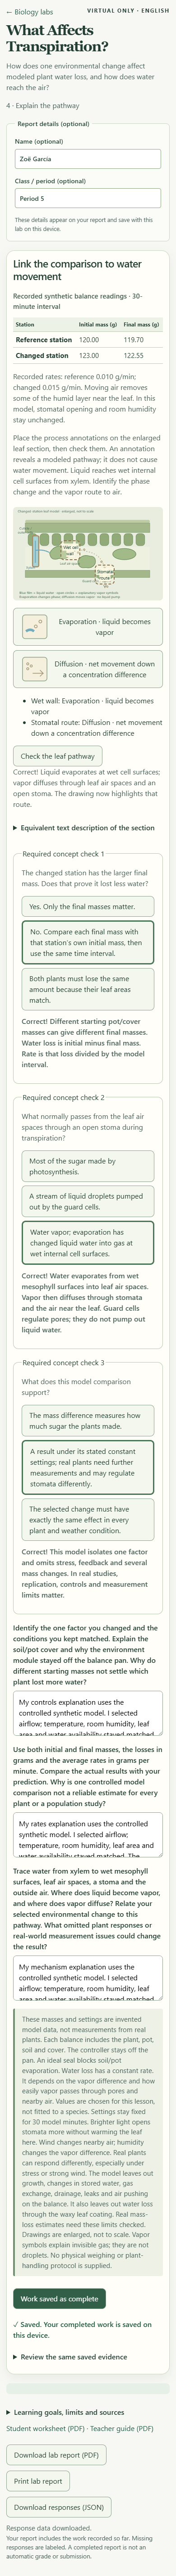 ← Biology labs
VIRTUAL ONLY · ENGLISH
What Affects
Transpiration?
How does one environmental change affect
modeled plant water loss, and how does water
reach the air?
4 · Explain the pathway
Report details (optional)
Name (optional)
Zoë García
Class / period (optional)
Period 5
These details appear on your report and save with this
lab on this device.
Link the comparison to water
movement
Recorded synthetic balance readings · 30-
minute interval
Station Initial mass (g) Final mass (g)
Reference station 120.00 119.70
Changed station 123.00 122.55
Recorded rates: reference 0.010 g/min;
changed 0.015 g/min. Moving air removes
some of the humid layer near the leaf. In
this model, stomatal opening and room humidity
stay unchanged.
Place the process annotations on the enlarged
leaf section, then check them. An annotation
reveals a modeled pathway; it does not cause
water movement. Liquid reaches wet internal
cell surfaces from xylem. Identify the phase
change and the vapor route to air.
Changed station leaf model · enlarged, not to scale
Wet cell
wall
Stomatal
route
Evaporation · liquid becomes
vapor
Diffusion · net movement down
a concentration difference
• Wet wall: Evaporation · liquid becomes
vapor
• Stomatal route: Diffusion · net movement
down a concentration difference
Check the leaf pathway
Correct! Liquid evaporates at wet cell surfaces;
vapor diffuses through leaf air spaces and an
open stoma. The drawing now highlights that
route.
▶ Equivalent text description of the section
Required concept check 1
The changed station has the larger final
mass. Does that prove it lost less water?
Yes. Only the final masses matter.
No. Compare each final mass with
that station's own initial mass, then
use the same time interval.
Both plants must lose the same
amount because their leaf areas
match.
Correct! Different starting pot/cover
masses can give different final masses.
Water loss is initial minus final mass.
Rate is that loss divided by the model
interval.
Required concept check 2
What normally passes from the leaf air
spaces through an open stoma during
transpiration?
Most of the sugar made by
photosynthesis.
A stream of liquid droplets pumped
out by the guard cells.
Water vapor; evaporation has
changed liquid water into gas at
wet internal cell surfaces.
Correct! Water evaporates from wet
mesophyll surfaces into leaf air spaces.
Vapor then diffuses through stomata
and the air near the leaf. Guard cells
regulate pores; they do not pump out
liquid water.
Required concept check 3
What does this model comparison
support?
The mass difference measures how
much sugar the plants made.
A result under its stated constant
settings; real plants need further
measurements and may regulate
stomata differently.
The selected change must have
exactly the same effect in every
plant and weather condition.
Correct! This model isolates one factor
and omits stress, feedback and several
mass changes. In real studies,
replication, controls and measurement
limits matter.
Identify the one factor you changed and the
conditions you kept matched. Explain the
soil/pot cover and why the environment
module stayed off the balance pan. Why do
different starting masses not settle which
plant lost more water?
My controls explanation uses the
controlled synthetic model. I selected
airflow; temperature, room humidity, leaf
area and water availability stayed matched.
Use both initial and final masses, the losses in
grams and the average rates in grams per
minute. Compare the actual results with your
prediction. Why is one controlled model
comparison not a reliable estimate for every
plant or a population study?
My rates explanation uses the controlled
synthetic model. I selected airflow;
temperature, room humidity, leaf area and
water availability stayed matched. The
Trace water from xylem to wet mesophyll
surfaces, leaf air spaces, a stoma and the
outside air. Where does liquid become vapor,
and where does vapor diffuse? Relate your
selected environmental change to this
pathway. What omitted plant responses or
real-world measurement issues could change
the result?
My mechanism explanation uses the
controlled synthetic model. I selected
airflow; temperature, room humidity, leaf
area and water availability stayed matched.
These masses and settings are invented
model data, not measurements from real
plants. Each balance includes the plant, pot,
soil and cover. The controller stays off the
pan. An ideal seal blocks soil/pot
evaporation. Water loss has a constant rate.
It depends on the vapor difference and how
easily vapor passes through pores and
nearby air. Values are chosen for this lesson,
not fitted to a species. Settings stay fixed
for 30 model minutes. Brighter light opens
stomata more without warming the leaf
here. Wind changes nearby air; humidity
changes the vapor difference. Real plants
can respond differently, especially under
stress or strong wind. The model leaves out
growth, changes in stored water, gas
exchange, drainage, leaks and air pushing
on the balance. It also leaves out water loss
through the waxy leaf coating. Real mass-
loss estimates need these limits checked.
Drawings are enlarged, not to scale. Vapor
symbols explain invisible gas; they are not
droplets. No physical weighing or plant-
handling protocol is supplied.
Work saved as complete
✓ Saved. Your completed work is saved on
this device.
▶ Review the same saved evidence
▶ Learning goals, limits and sources
Student worksheet (PDF) · Teacher guide (PDF)
Download lab report (PDF)
Print lab report
Download responses (JSON)
Response data downloaded.
Your report includes the work recorded so far. Missing
responses are labeled. A completed report is not an
automatic grade or submission.